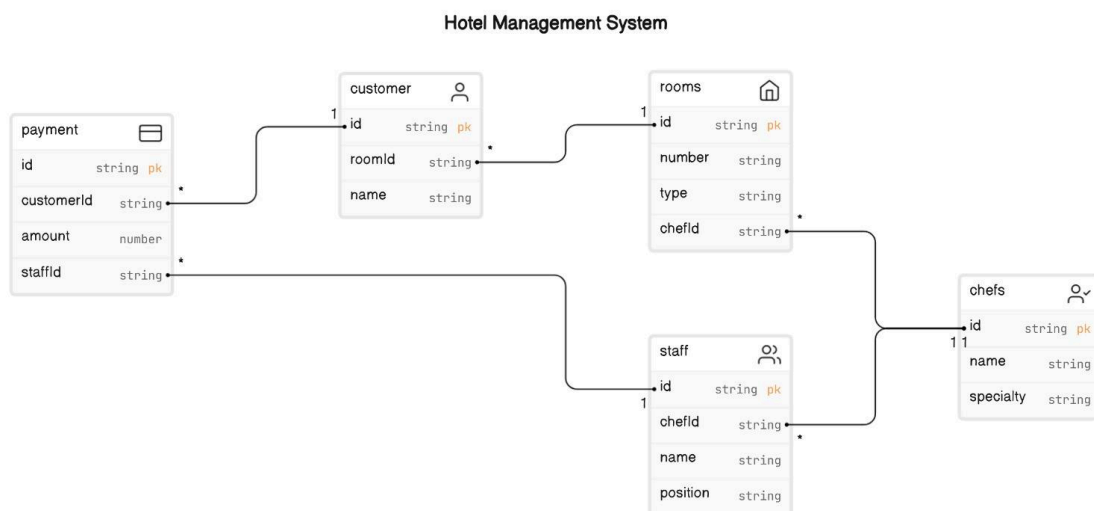 Hotel Management System
payment
id string pk
customerId string
amount number
staffId string
*
*
customer
1
id string pk
roomId string
name string
*
rooms
1
id string pk
number string
type string
chefId string
*
staff
id string pk
1
chefId string
name string
position string
*
chefs
id string pk
1 1
name string
specialty string